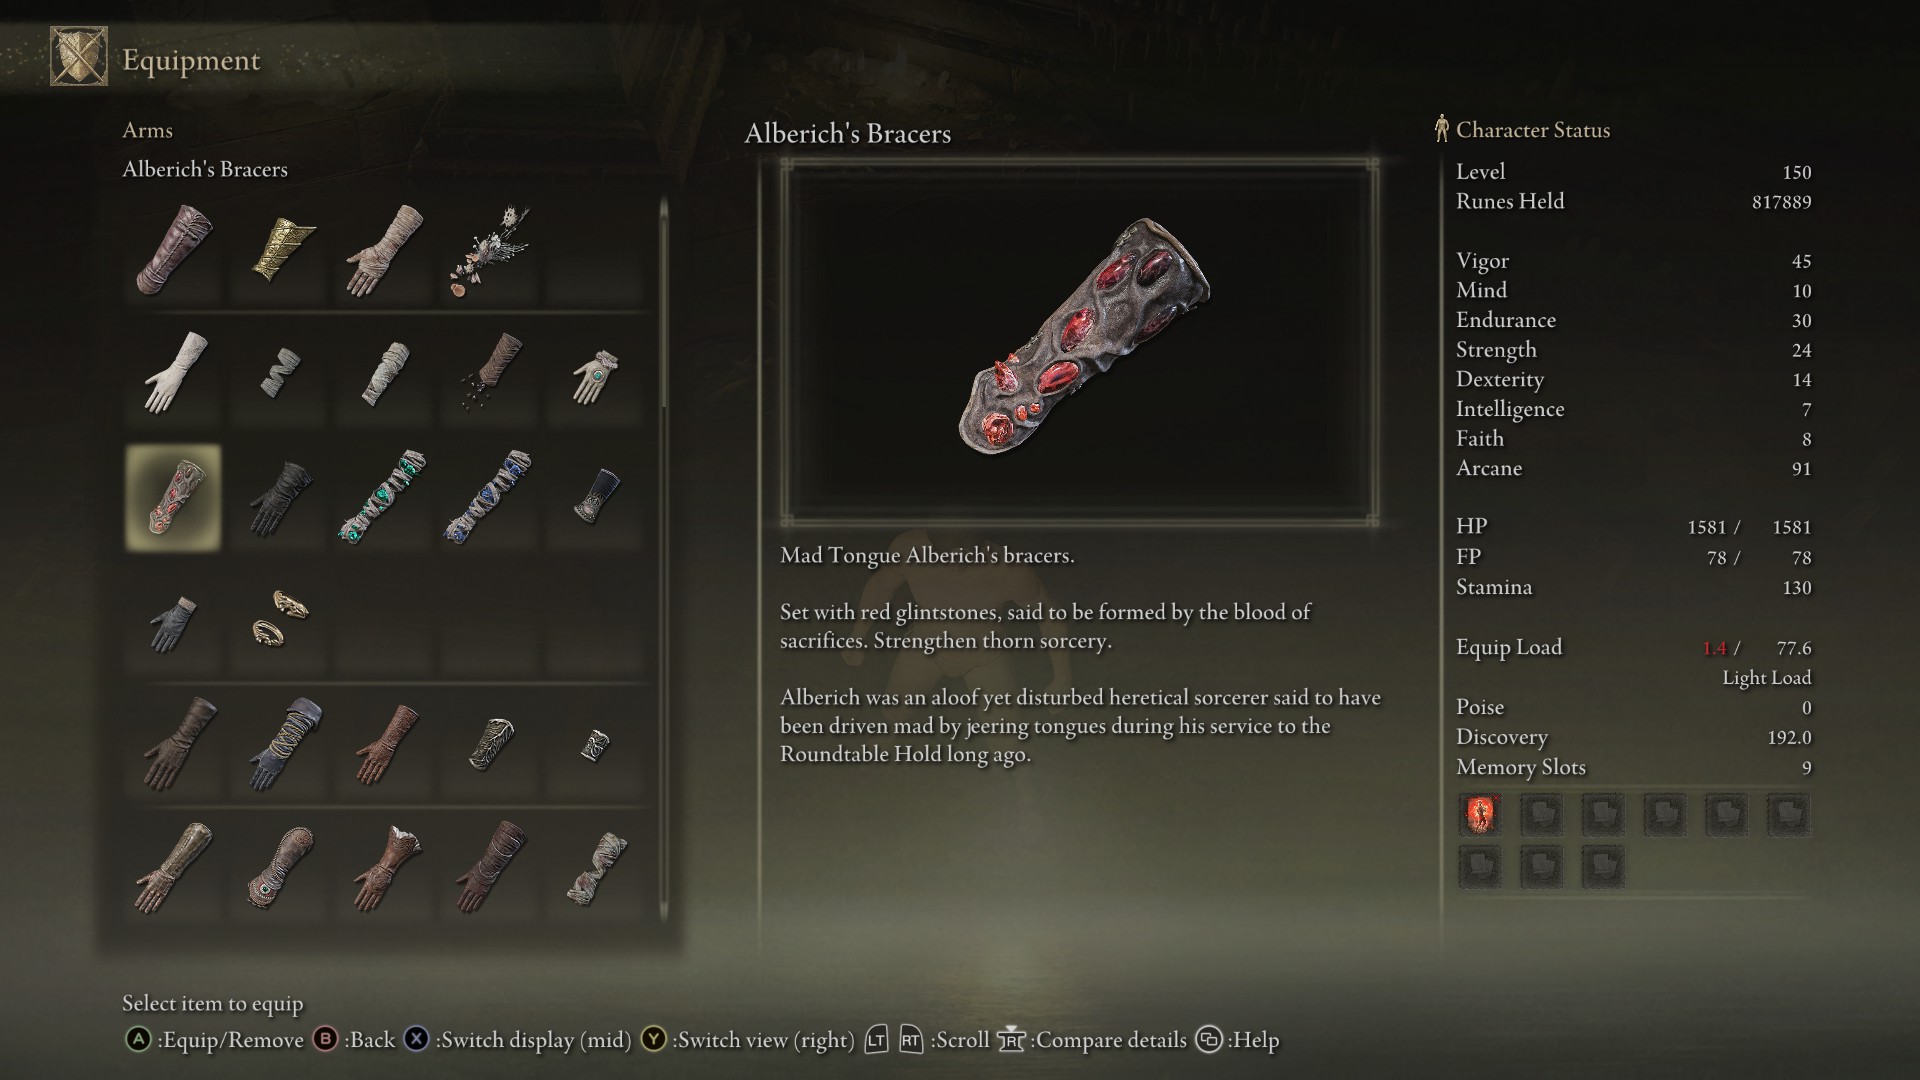 Equipment
Arms
Alberich's Bracers
Alberich's Bracers
Mad Tongue Alberich's bracers.
Set with red glintstones, said to be formed by the blood of
sacrifices. Strengthen thorn sorcery.
Alberich was an aloof yet disturbed heretical sorcerer said to have
been driven mad by jeering tongues during his service to the
Roundtable Hold long ago.
Character Status
Level 150
Runes Held 817889
Vigor 45
Mind 10
Endurance 30
Strength 24
Dexterity 14
Intelligence 7
Faith 8
Arcane 91
HP 1581 / 1581
FP 78 / 78
Stamina 130
Equip Load 1.4 / 77.6
Light Load
Poise 0
Discovery 192.0
Memory Slots 9
Select item to equip
A :Equip/Remove B :Back X :Switch display (mid) Y :Switch view (right) LT RT :Scroll R :Compare details :Help